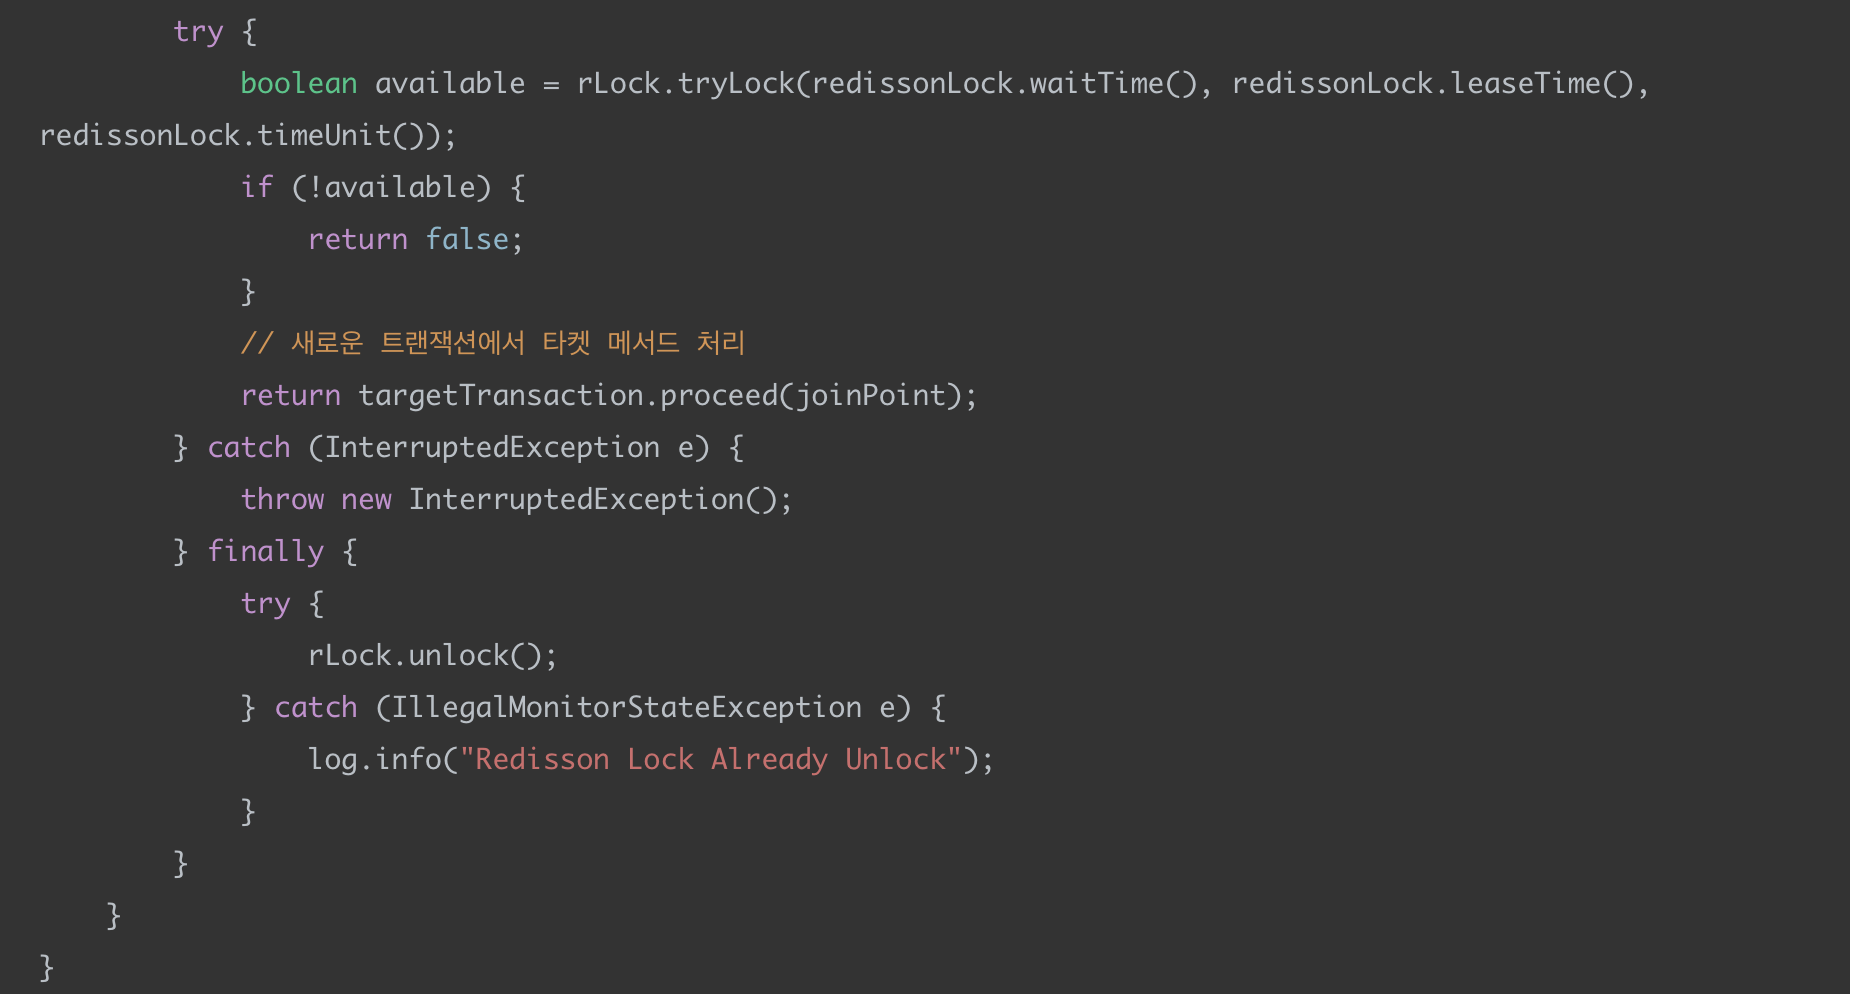 try {
            boolean available = rLock.tryLock(redissonLock.waitTime(), redissonLock.leaseTime(),
redissonLock.timeUnit());
            if (!available) {
                return false;
            }
            // 새로운 트랜잭션에서 타켓 메서드 처리
            return targetTransaction.proceed(joinPoint);
        } catch (InterruptedException e) {
            throw new InterruptedException();
        } finally {
            try {
                rLock.unlock();
            } catch (IllegalMonitorStateException e) {
                log.info("Redisson Lock Already Unlock");
            }
        }
    }
}